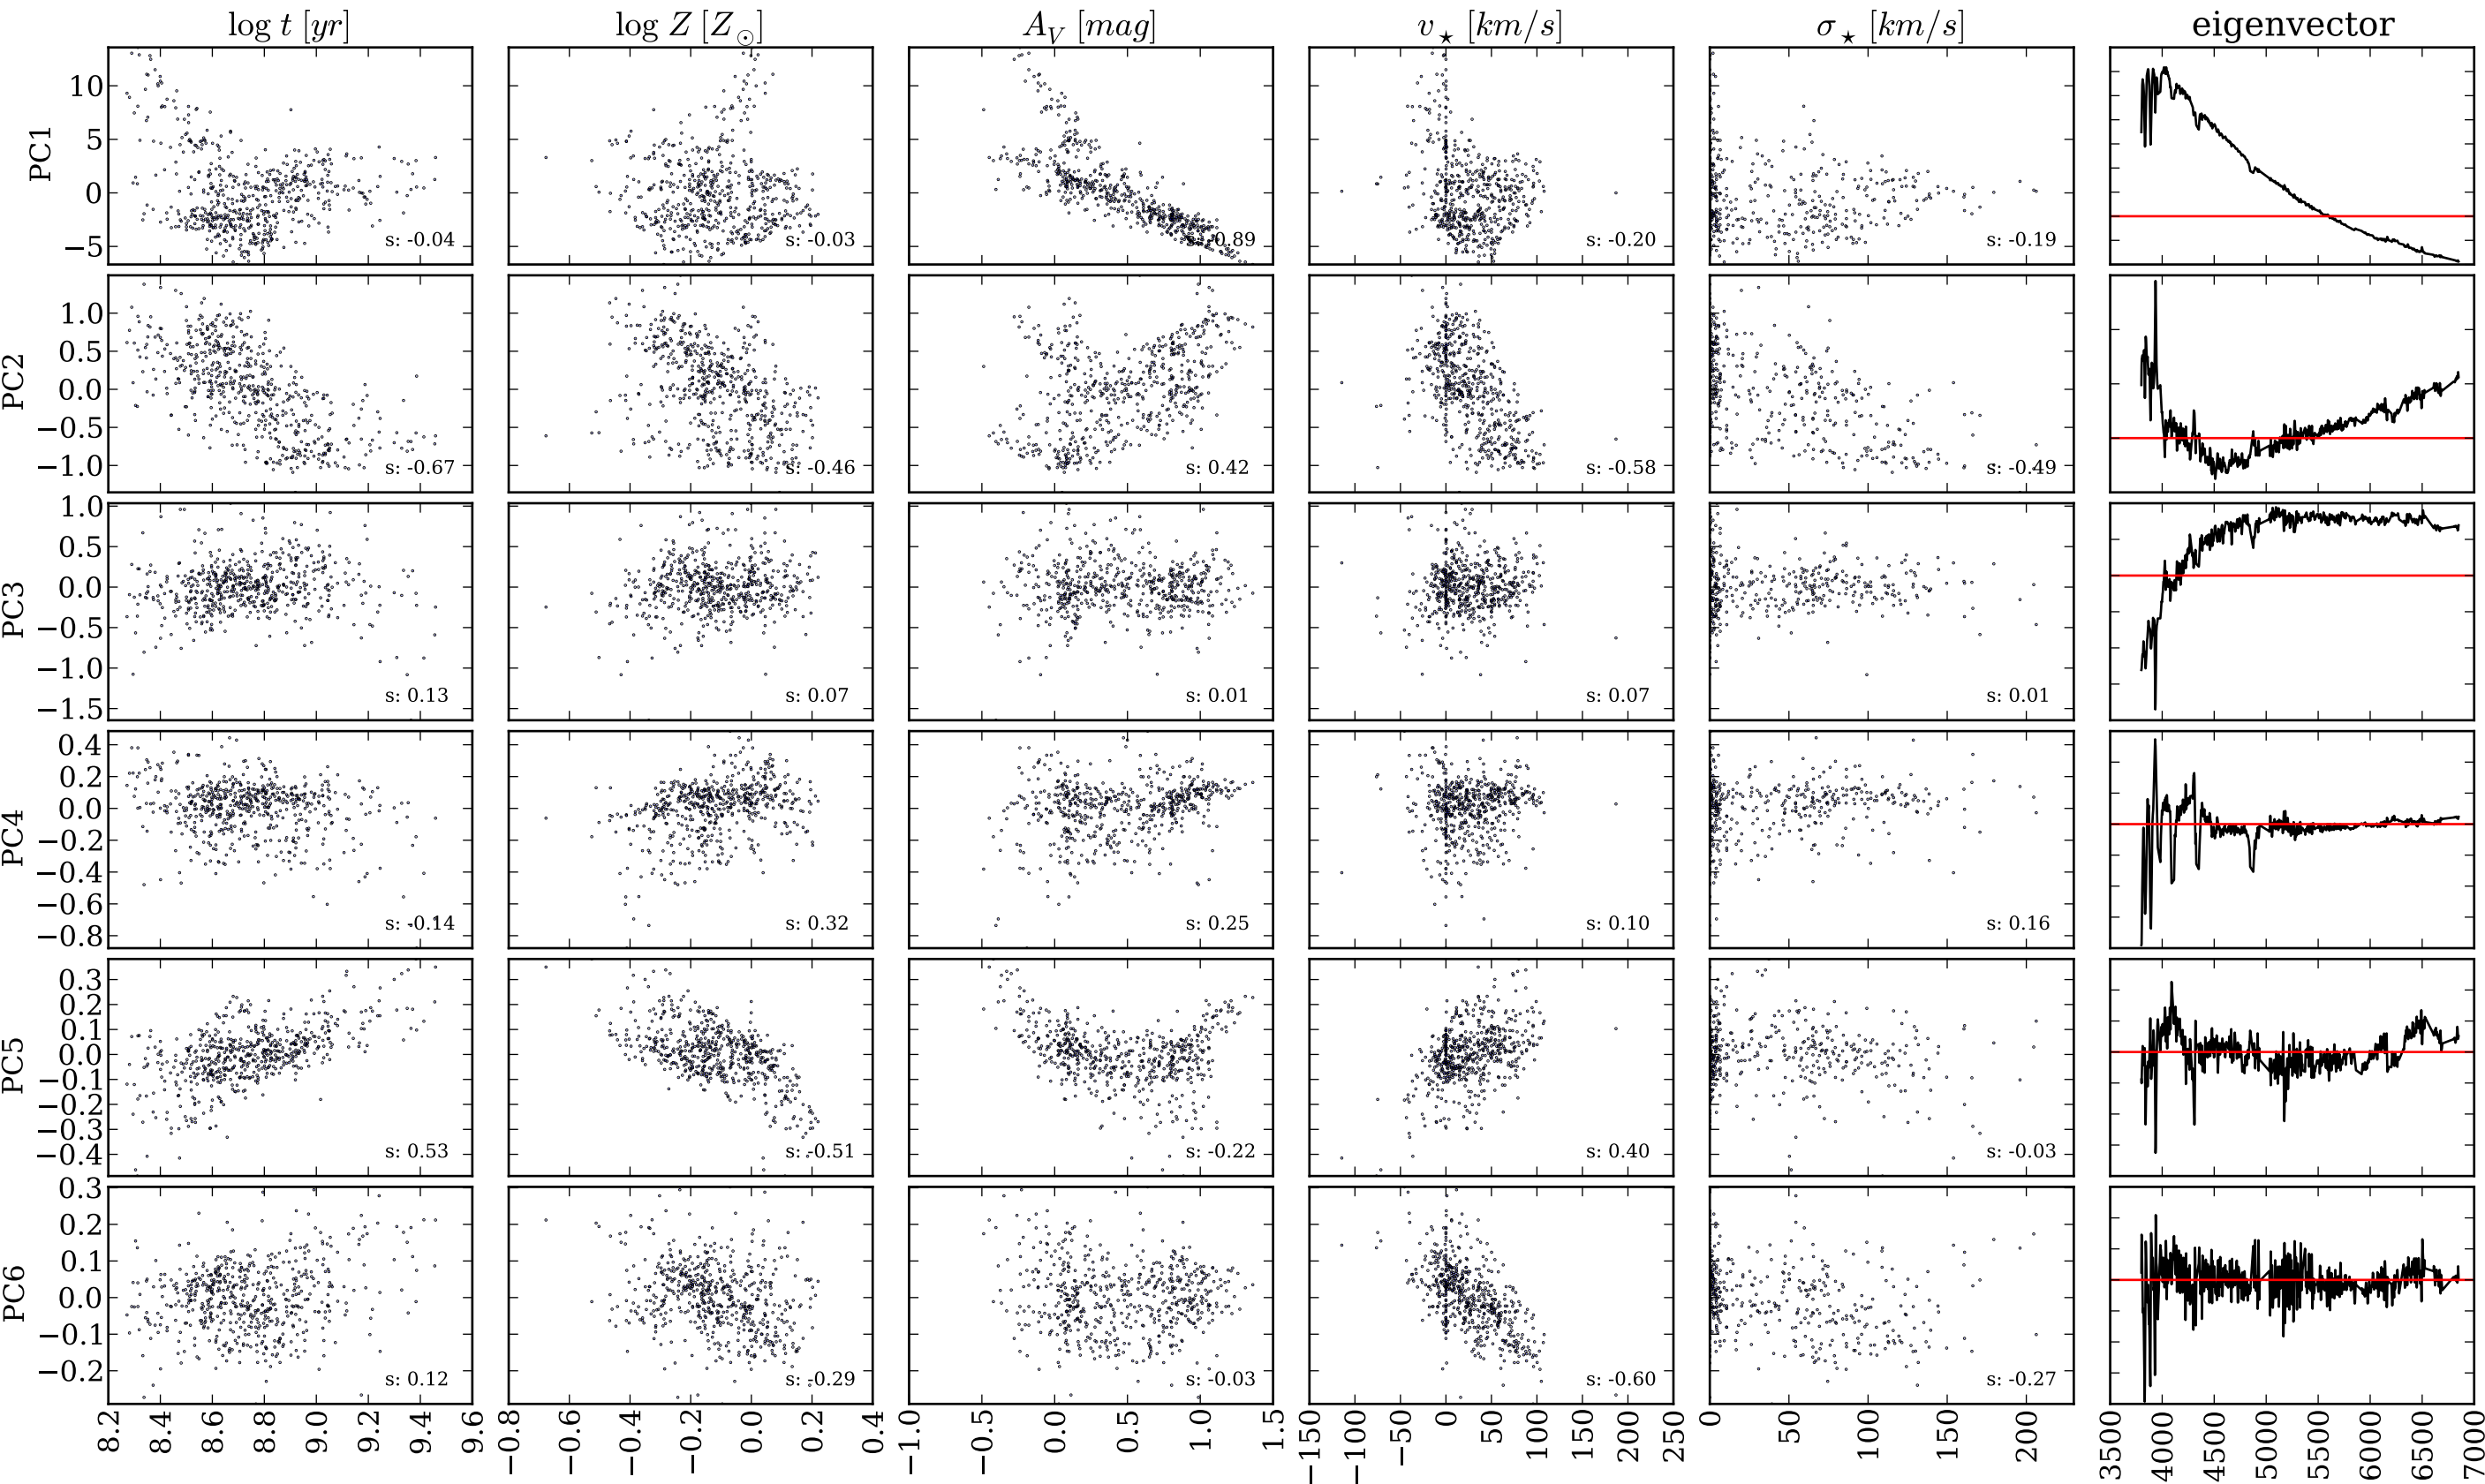 log t [yr] log Z [Z⊙] A_V [mag] v⋆ [km/s] σ⋆ [km/s] eigenvector
PC1
10
5
0
−5
s: -0.04 s: -0.03 s: -0.89 s: -0.20 s: -0.19
PC2
1.0
0.5
0.0
−0.5
−1.0
s: -0.67 s: -0.46 s: 0.42 s: -0.58 s: -0.49
PC3
1.0
0.5
0.0
−0.5
−1.0
−1.5
s: 0.13 s: 0.07 s: 0.01 s: 0.07 s: 0.01
PC4
0.4
0.2
0.0
−0.2
−0.4
−0.6
−0.8
s: -0.14 s: 0.32 s: 0.25 s: 0.10 s: 0.16
PC5
0.3
0.2
0.1
0.0
−0.1
−0.2
−0.3
−0.4
s: 0.53 s: -0.51 s: -0.22 s: 0.40 s: -0.03
PC6
0.3
0.2
0.1
0.0
−0.1
−0.2
s: 0.12 s: -0.29 s: -0.03 s: -0.60 s: -0.27
8.2 8.4 8.6 8.8 9.0 9.2 9.4 9.6 −0.8 −0.6 −0.4 −0.2 0.0 0.2 0.4 −1.0 −0.5 0.0 0.5 1.0 1.5 −150 −100 −50 0 50 100 150 200 250 0 50 100 150 200 3500 4000 4500 5000 5500 6000 6500 7000